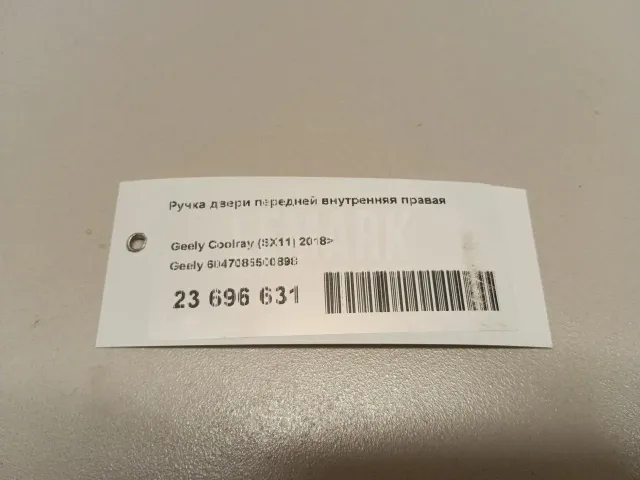 Ручка двери передней внутренняя правая
Geely Coolray (SX11) 2018>
Geely 6047085500898
23 696 631